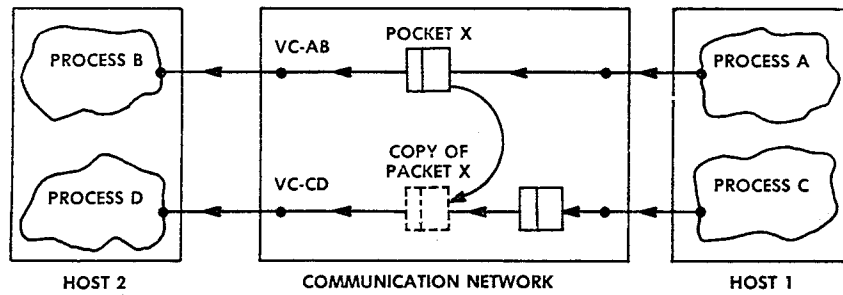 POCKET X
VC-AB
PROCESS B
PROCESS A
COPY OF
PACKET X
VC-CD
PROCESS D
PROCESS C
HOST 2
COMMUNICATION NETWORK
HOST 1